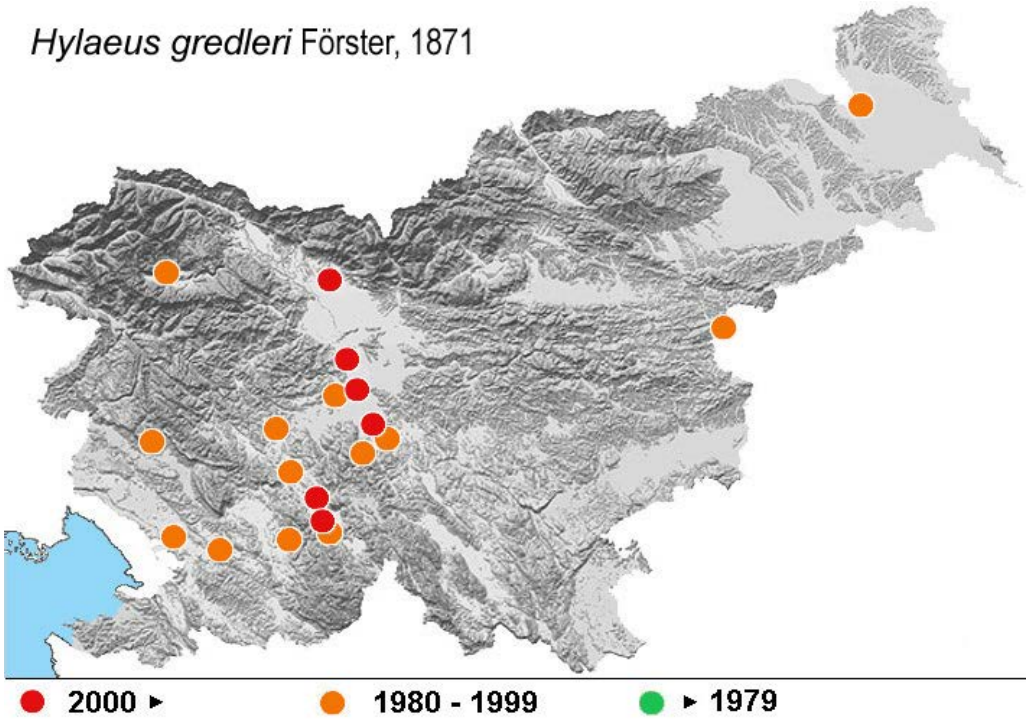 Hylaeus gredleri Förster, 1871
2000 ► 1980 - 1999 ► 1979